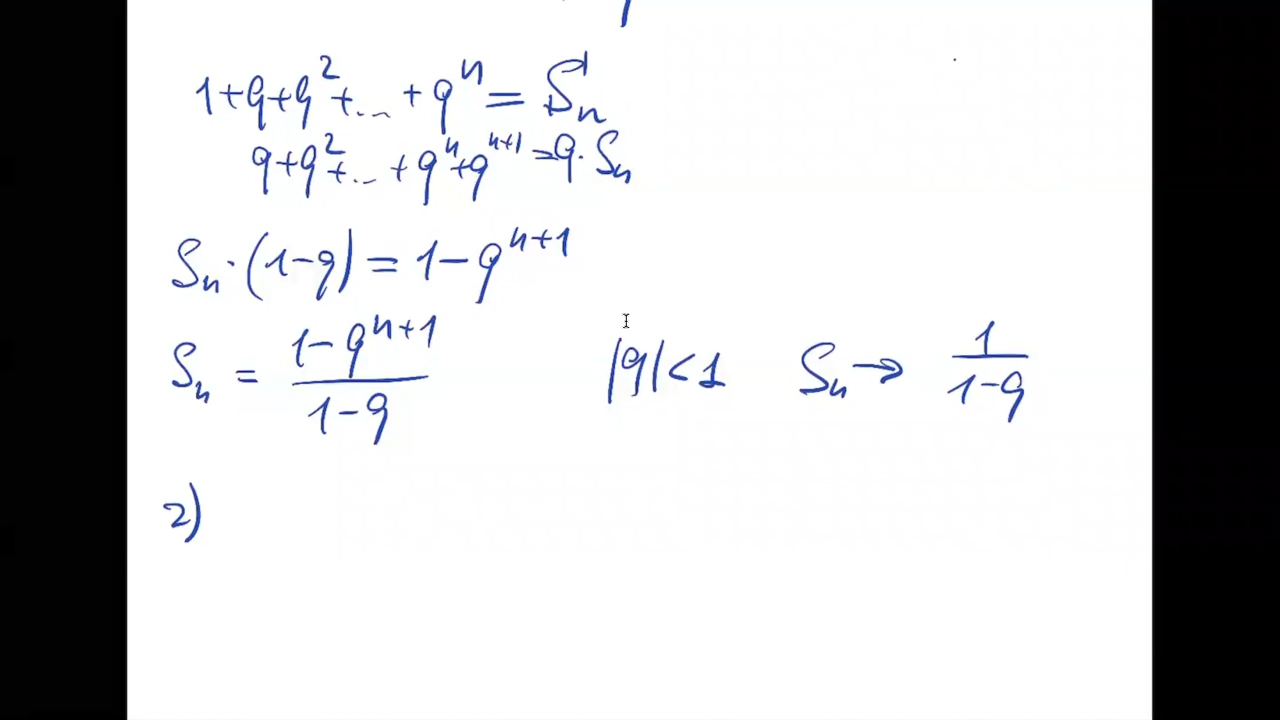 1+q+q²+... +qⁿ = Sₙ
q+q²+... +qⁿ+qⁿ⁺¹ = q·Sₙ
Sₙ·(1-q) = 1-qⁿ⁺¹
Sₙ = (1-qⁿ⁺¹)/(1-q) |q|<1 Sₙ → 1/(1-q)
2)